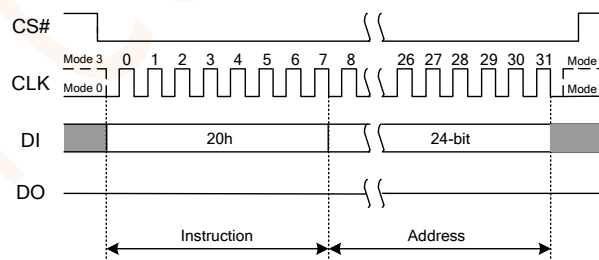 CS#
Mode 3 0 1 2 3 4 5 6 7 8 26 27 28 29 30 31 Mode
CLK
Mode 0 Mode
DI 20h 24-bit
DO
Instruction Address